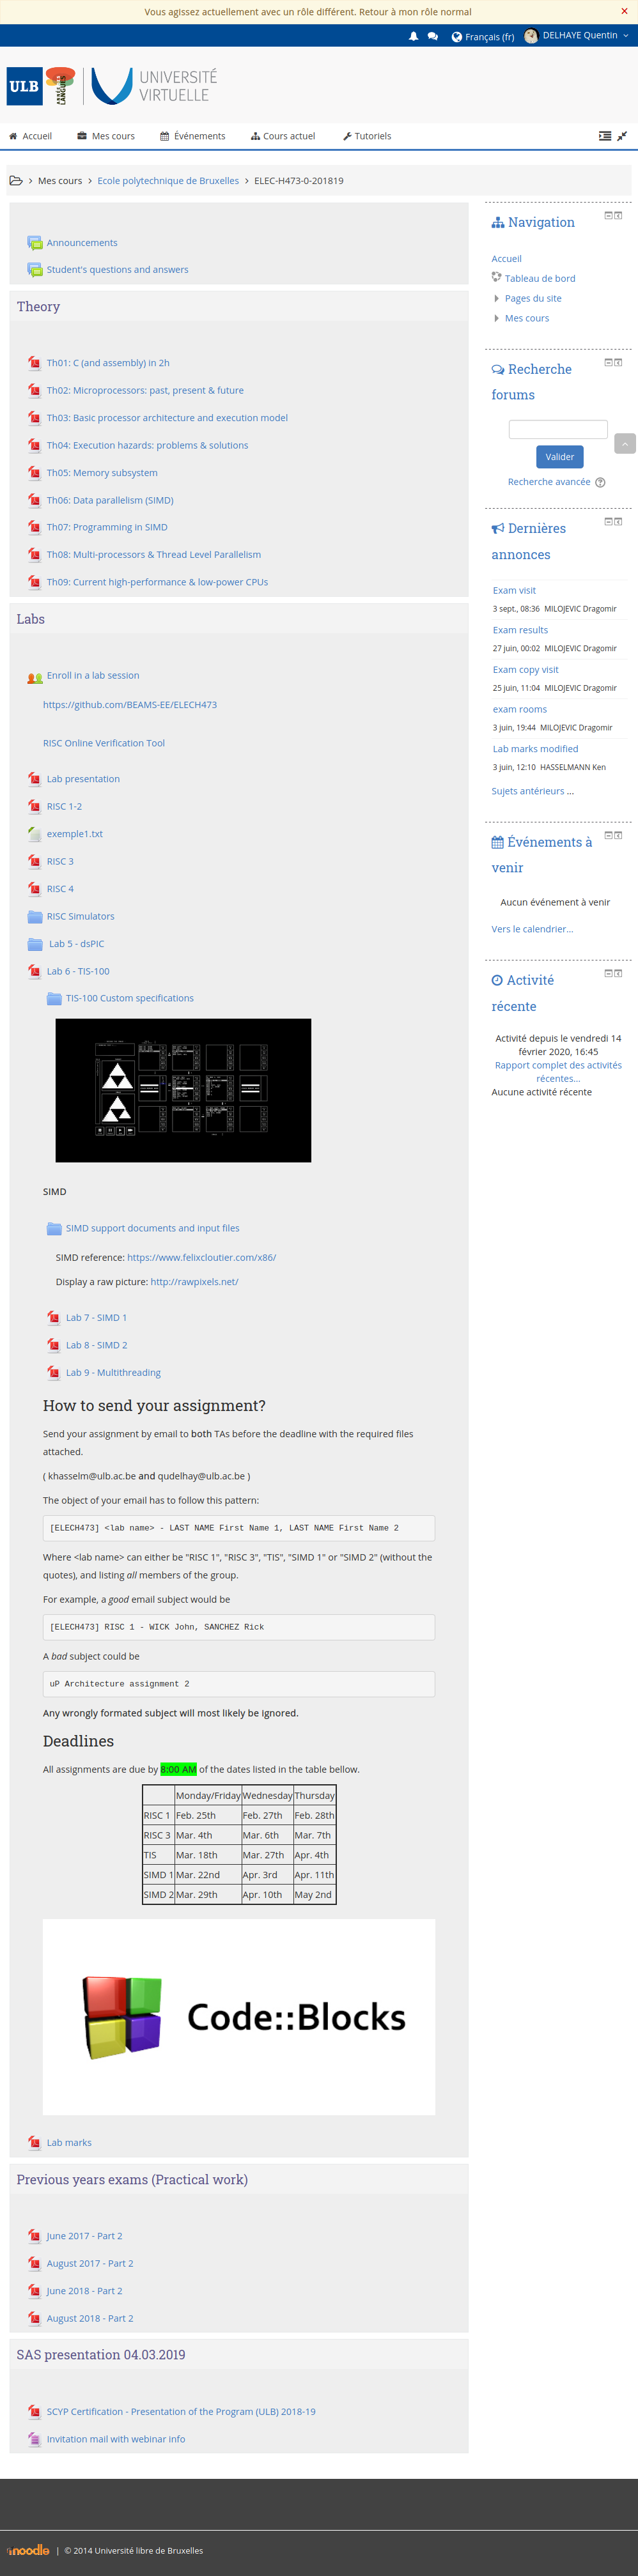 Vous agissez actuellement avec un rôle différent. Retour à mon rôle normal
×
Français (fr)
DELHAYE Quentin
ULB
UNIVERSITÉ
VIRTUELLE
Accueil
Mes cours
Événements
Cours actuel
Tutoriels
Mes cours > Ecole polytechnique de Bruxelles > ELEC-H473-0-201819
Announcements
Student's questions and answers
Theory
Th01: C (and assembly) in 2h
Th02: Microprocessors: past, present & future
Th03: Basic processor architecture and execution model
Th04: Execution hazards: problems & solutions
Th05: Memory subsystem
Th06: Data parallelism (SIMD)
Th07: Programming in SIMD
Th08: Multi-processors & Thread Level Parallelism
Th09: Current high-performance & low-power CPUs
Labs
Enroll in a lab session
https://github.com/BEAMS-EE/ELECH473
RISC Online Verification Tool
Lab presentation
RISC 1-2
exemple1.txt
RISC 3
RISC 4
RISC Simulators
Lab 5 - dsPIC
Lab 6 - TIS-100
TIS-100 Custom specifications
SIMD
SIMD support documents and input files
SIMD reference: https://www.felixcloutier.com/x86/
Display a raw picture: http://rawpixels.net/
Lab 7 - SIMD 1
Lab 8 - SIMD 2
Lab 9 - Multithreading
How to send your assignment?
Send your assignment by email to both TAs before the deadline with the required files
attached.
( khasselm@ulb.ac.be and qudelhay@ulb.ac.be )
The object of your email has to follow this pattern:
[ELECH473] <lab name> - LAST NAME First Name 1, LAST NAME First Name 2
Where <lab name> can either be "RISC 1", "RISC 3", "TIS", "SIMD 1" or "SIMD 2" (without the
quotes), and listing all members of the group.
For example, a good email subject would be
[ELECH473] RISC 1 - WICK John, SANCHEZ Rick
A bad subject could be
uP Architecture assignment 2
Any wrongly formated subject will most likely be ignored.
Deadlines
All assignments are due by 8:00 AM of the dates listed in the table bellow.
Monday/Friday Wednesday Thursday
RISC 1 Feb. 25th Feb. 27th Feb. 28th
RISC 3 Mar. 4th Mar. 6th Mar. 7th
TIS Mar. 18th Mar. 27th Apr. 4th
SIMD 1 Mar. 22nd Apr. 3rd Apr. 11th
SIMD 2 Mar. 29th Apr. 10th May 2nd
Code::Blocks
Lab marks
Previous years exams (Practical work)
June 2017 - Part 2
August 2017 - Part 2
June 2018 - Part 2
August 2018 - Part 2
SAS presentation 04.03.2019
SCYP Certification - Presentation of the Program (ULB) 2018-19
Invitation mail with webinar info
Navigation
Accueil
Tableau de bord
Pages du site
Mes cours
Recherche
forums
Valider
Recherche avancée
Dernières
annonces
Exam visit
3 sept., 08:36 MILOJEVIC Dragomir
Exam results
27 juin, 00:02 MILOJEVIC Dragomir
Exam copy visit
25 juin, 11:04 MILOJEVIC Dragomir
exam rooms
3 juin, 19:44 MILOJEVIC Dragomir
Lab marks modified
3 juin, 12:10 HASSELMANN Ken
Sujets antérieurs ...
Événements à
venir
Aucun événement à venir
Vers le calendrier...
Activité
récente
Activité depuis le vendredi 14
février 2020, 16:45
Rapport complet des activités
récentes...
Aucune activité récente
moodle | © 2014 Université libre de Bruxelles